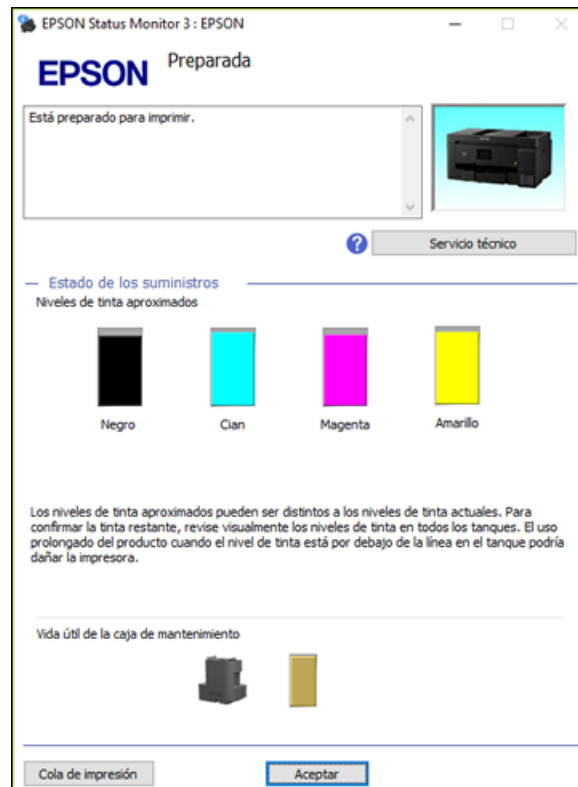 EPSON Status Monitor 3 : EPSON
EPSON
Preparada
Está preparado para imprimir.
Servicio técnico
Estado de los suministros
Niveles de tinta aproximados
Negro
Cian
Magenta
Amarillo
Los niveles de tinta aproximados pueden ser distintos a los niveles de tinta actuales. Para
confirmar la tinta restante, revise visualmente los niveles de tinta en todos los tanques. El uso
prolongado del producto cuando el nivel de tinta está por debajo de la línea en el tanque podría
dañar la impresora.
Vida útil de la caja de mantenimiento
Cola de impresión
Aceptar